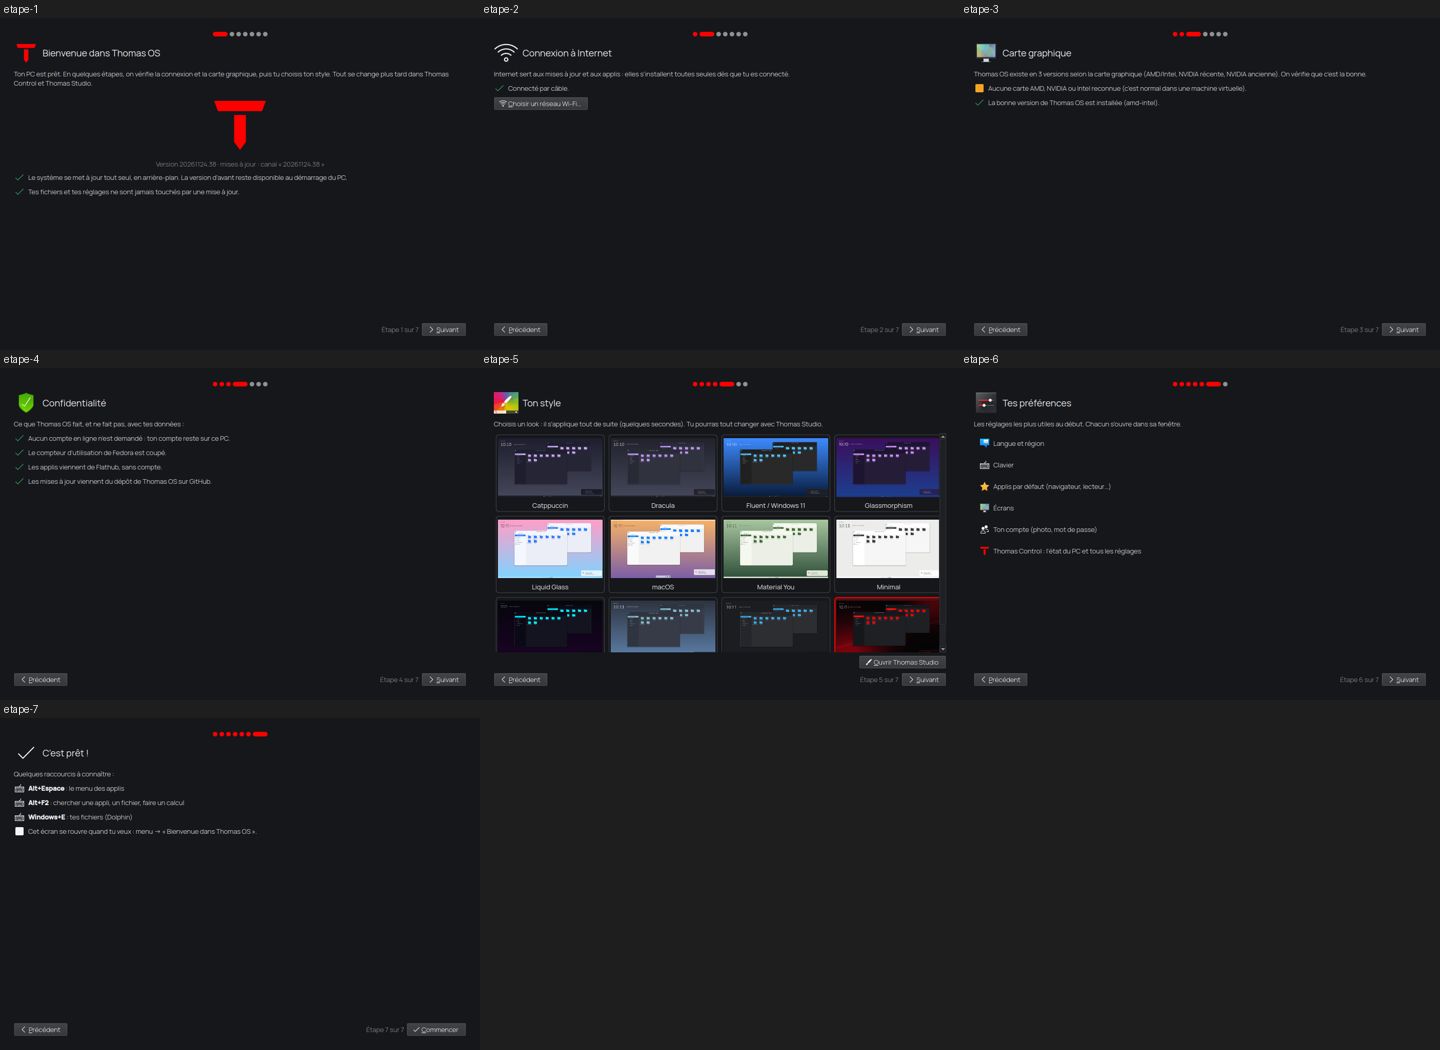 etape-1
Bienvenue dans Thomas OS
Ton PC est prêt. En quelques étapes, on vérifie la connexion et la carte graphique, puis tu choisis ton style. Tout se change plus tard dans Thomas
Control et Thomas Studio.
Version 20261124.38 · mises à jour : canal « 20261124.38 »
Le système se met à jour tout seul, en arrière-plan. La version d'avant reste disponible au démarrage du PC.
Tes fichiers et tes réglages ne sont jamais touchés par une mise à jour.
Étape 1 sur 7
Suivant
etape-2
Connexion à Internet
Internet sert aux mises à jour et aux applis : elles s'installent toutes seules dès que tu es connecté.
Connecté par câble.
Choisir un réseau Wi-Fi…
Précédent
Étape 2 sur 7
Suivant
etape-3
Carte graphique
Thomas OS existe en 3 versions selon la carte graphique (AMD/Intel, NVIDIA récente, NVIDIA ancienne). On vérifie que c'est la bonne.
Aucune carte AMD, NVIDIA ou Intel reconnue (c'est normal dans une machine virtuelle).
La bonne version de Thomas OS est installée (amd-intel).
Précédent
Étape 3 sur 7
Suivant
etape-4
Confidentialité
Ce que Thomas OS fait, et ne fait pas, avec tes données :
Aucun compte en ligne n'est demandé : ton compte reste sur ce PC.
Le compteur d'utilisation de Fedora est coupé.
Les applis viennent de Flathub, sans compte.
Les mises à jour viennent du dépôt de Thomas OS sur GitHub.
Précédent
Étape 4 sur 7
Suivant
etape-5
Ton style
Choisis un look : il s'applique tout de suite (quelques secondes). Tu pourras tout changer avec Thomas Studio.
Catppuccin
Dracula
Fluent / Windows 11
Glassmorphism
Liquid Glass
macOS
Material You
Minimal
Ouvrir Thomas Studio
Précédent
Étape 5 sur 7
Suivant
etape-6
Tes préférences
Les réglages les plus utiles au début. Chacun s'ouvre dans sa fenêtre.
Langue et région
Clavier
Applis par défaut (navigateur, lecteur…)
Écrans
Ton compte (photo, mot de passe)
Thomas Control : l'état du PC et tous les réglages
Précédent
Étape 6 sur 7
Suivant
etape-7
C'est prêt !
Quelques raccourcis à connaître :
Alt+Espace : le menu des applis
Alt+F2 : chercher une appli, un fichier, faire un calcul
Windows+E : tes fichiers (Dolphin)
Cet écran se rouvre quand tu veux : menu → « Bienvenue dans Thomas OS ».
Précédent
Étape 7 sur 7
Commencer